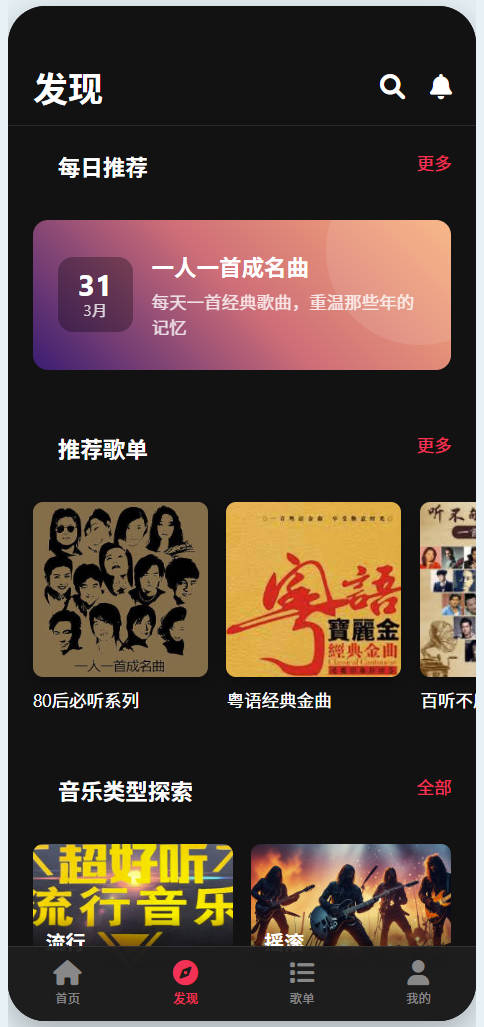 发现
每日推荐
更多
31
3月
一人一首成名曲
每天一首经典歌曲，重温那些年的
记忆
推荐歌单
更多
一人一首成名曲
粤語
寶麗金
經典金曲
Classical Cantonese
80后必听系列
粤语经典金曲
百听不
音乐类型探索
全部
超好听
流行音乐
流行
摇滚
首页
发现
歌单
我的